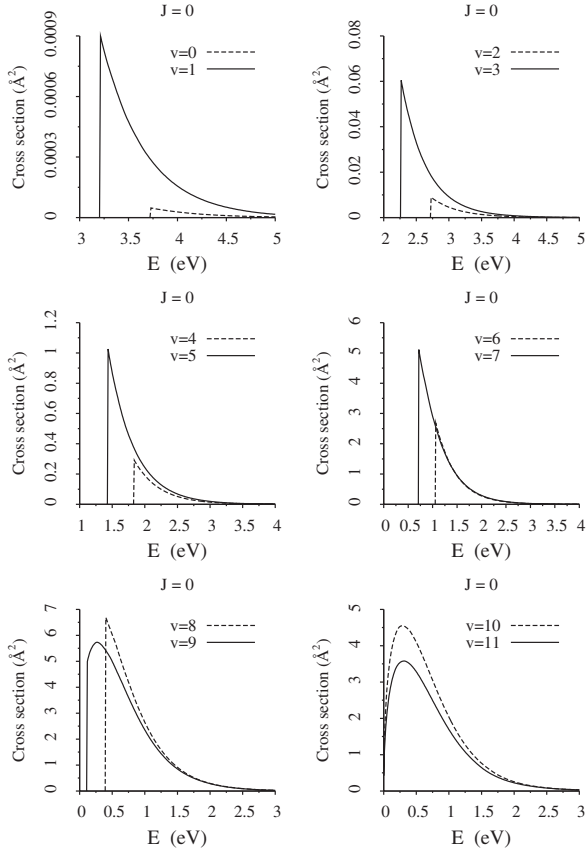 J = 0
Cross section (Å²)
0.0009
0.0006
0.0003
0
v=0
v=1
3 3.5 4 4.5 5
E (eV)
J = 0
Cross section (Å²)
0.08
0.06
0.04
0.02
0
v=2
v=3
2 2.5 3 3.5 4 4.5 5
E (eV)
J = 0
Cross section (Å²)
1.2
1
0.8
0.6
0.4
0.2
0
v=4
v=5
1 1.5 2 2.5 3 3.5 4
E (eV)
J = 0
Cross section (Å²)
6
5
4
3
2
1
0
v=6
v=7
0 0.5 1 1.5 2 2.5 3 3.5 4
E (eV)
J = 0
Cross section (Å²)
7
6
5
4
3
2
1
0
v=8
v=9
0 0.5 1 1.5 2 2.5 3
E (eV)
J = 0
Cross section (Å²)
5
4
3
2
1
0
v=10
v=11
0 0.5 1 1.5 2 2.5 3
E (eV)